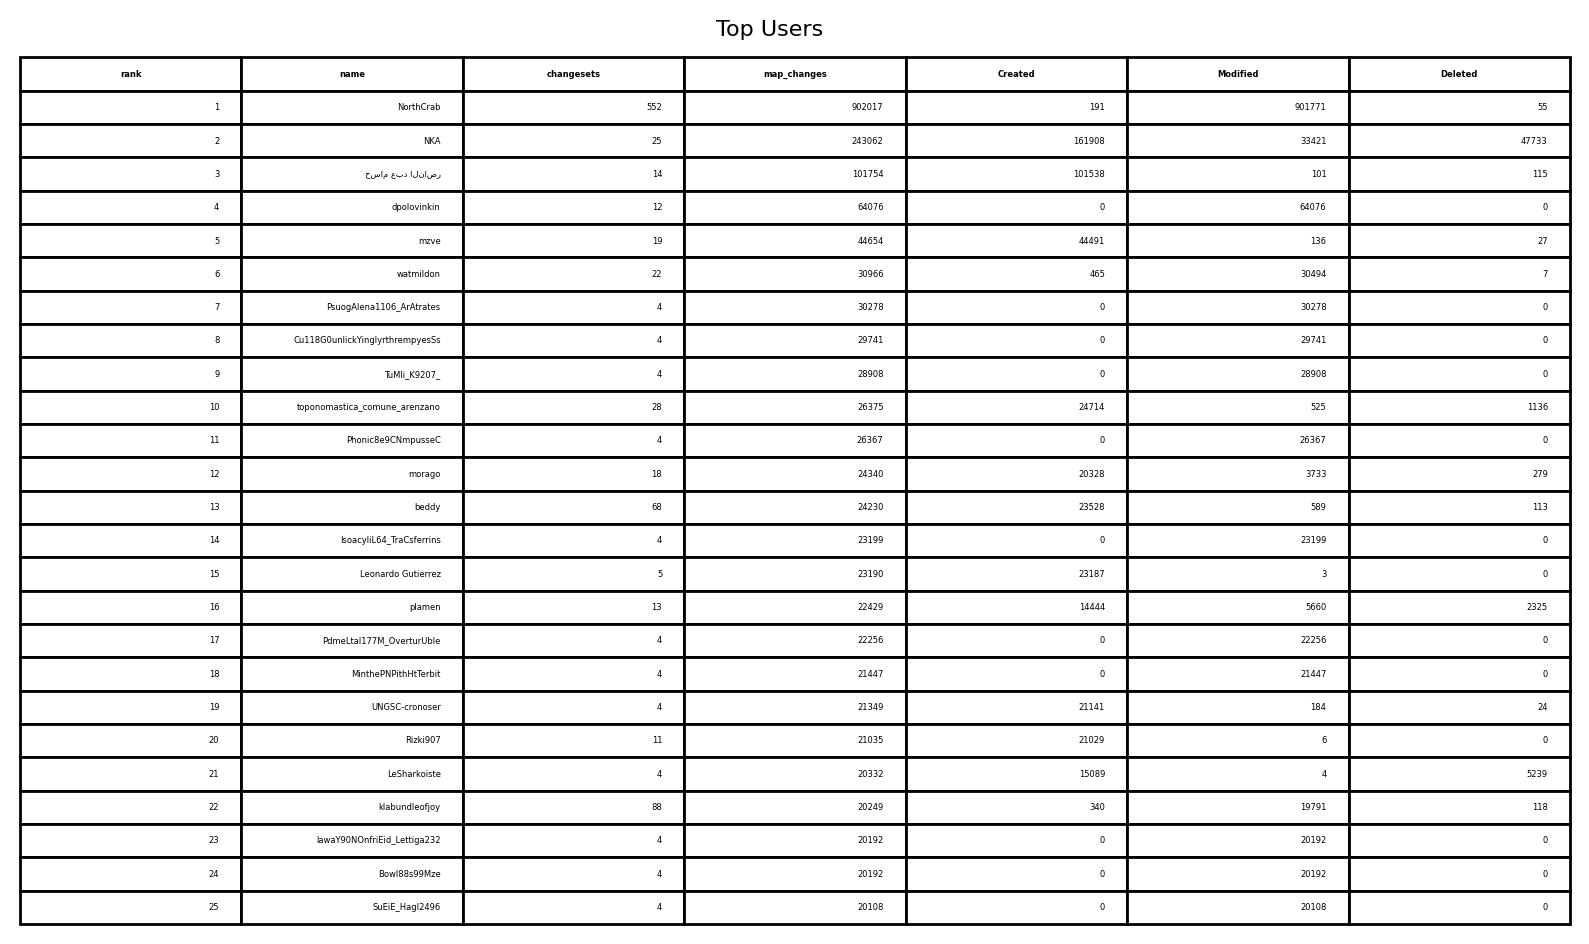 Top Users
rank name changesets map_changes Created Modified Deleted
1 NorthCrab 552 902017 191 901771 55
2 NKA 25 243062 161908 33421 47733
3 حسام عبد الناصر 14 101754 101538 101 115
4 dpolovinkin 12 64076 0 64076 0
5 mzve 19 44654 44491 136 27
6 watmildon 22 30966 465 30494 7
7 PsuogAlena1106_ArAtrates 4 30278 0 30278 0
8 Cu118G0unlickYinglyrthrempyesSs 4 29741 0 29741 0
9 TuMli_K9207_ 4 28908 0 28908 0
10 toponomastica_comune_arenzano 28 26375 24714 525 1136
11 Phonic8e9CNmpusseC 4 26367 0 26367 0
12 morago 18 24340 20328 3733 279
13 beddy 68 24230 23528 589 113
14 IsoacyliL64_TraCsferrins 4 23199 0 23199 0
15 Leonardo Gutierrez 5 23190 23187 3 0
16 plamen 13 22429 14444 5660 2325
17 PdmeLtal177M_OverturUble 4 22256 0 22256 0
18 MinthePNPithHtTerbit 4 21447 0 21447 0
19 UNGSC-cronoser 4 21349 21141 184 24
20 Rizki907 11 21035 21029 6 0
21 LeSharkoiste 4 20332 15089 4 5239
22 klabundleofjoy 88 20249 340 19791 118
23 lawaY90NOnfriEid_Lettiga232 4 20192 0 20192 0
24 Bowl88s99Mze 4 20192 0 20192 0
25 SuEiE_Hagl2496 4 20108 0 20108 0